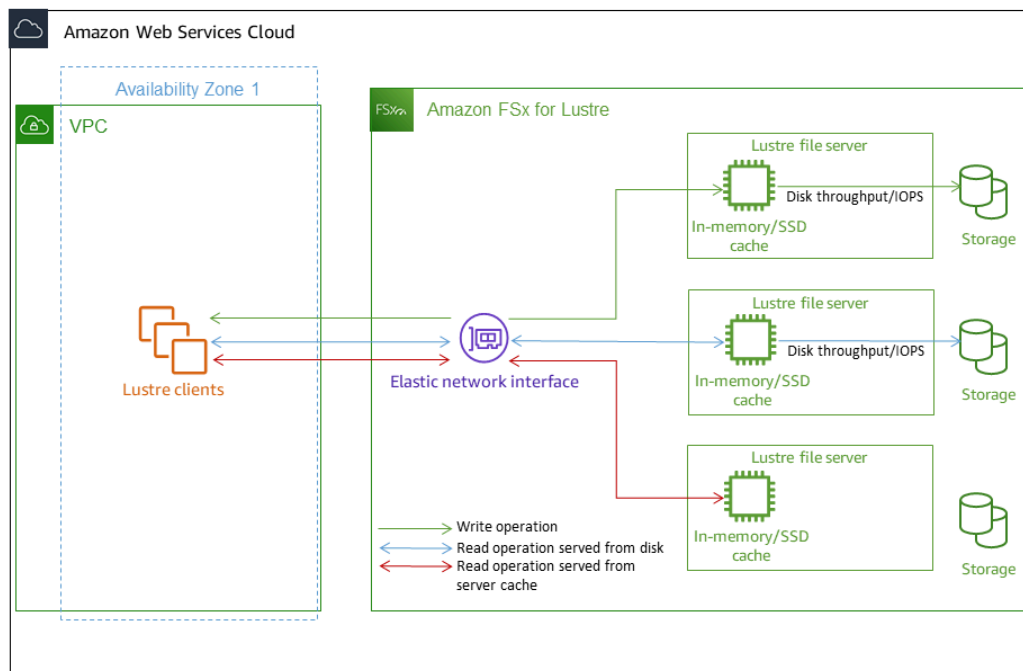 Amazon Web Services Cloud
Availability Zone 1
VPC
FSx
Amazon FSx for Lustre
Lustre file server
Disk throughput/IOPS
In-memory/SSD
cache
Storage
Lustre file server
Disk throughput/IOPS
In-memory/SSD
cache
Storage
Lustre clients
Elastic network interface
Lustre file server
In-memory/SSD
cache
Storage
Write operation
Read operation served from disk
Read operation served from
server cache